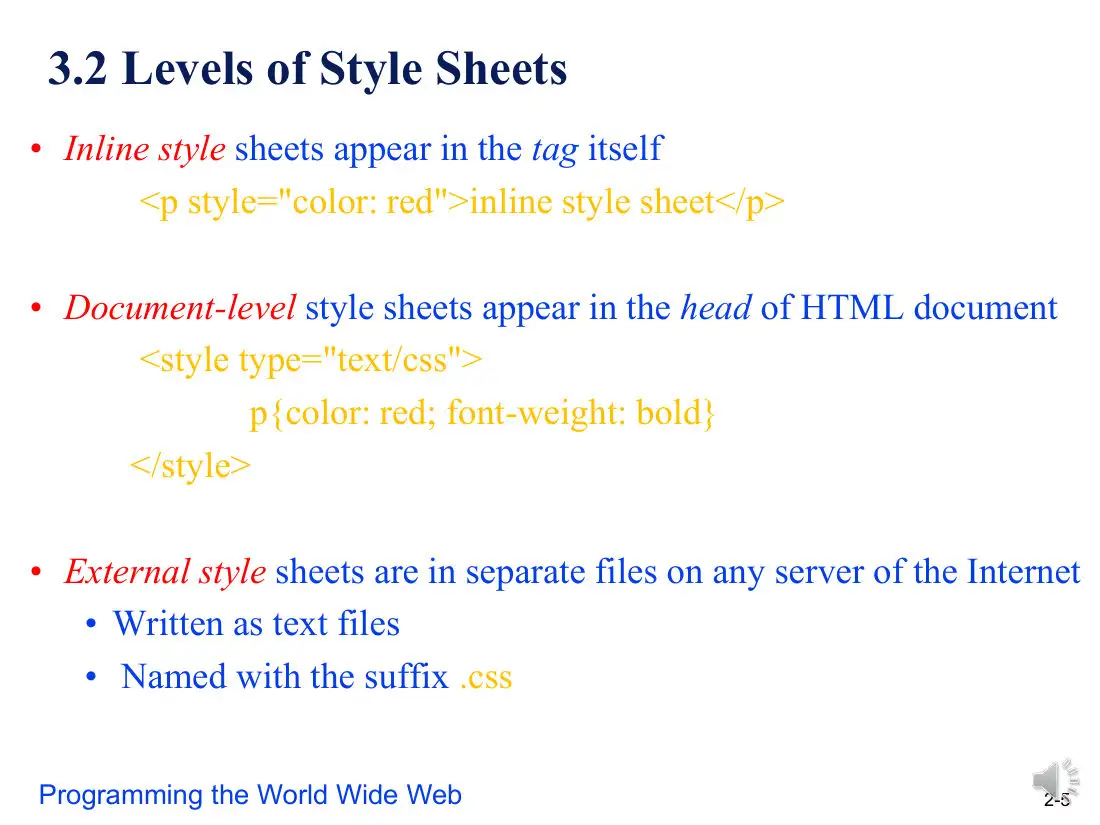 3.2 Levels of Style Sheets
• Inline style sheets appear in the tag itself
<p style="color: red">inline style sheet</p>
• Document-level style sheets appear in the head of HTML document
<style type="text/css">
p{color: red; font-weight: bold}
</style>
• External style sheets are in separate files on any server of the Internet
• Written as text files
• Named with the suffix .css
Programming the World Wide Web
2-5